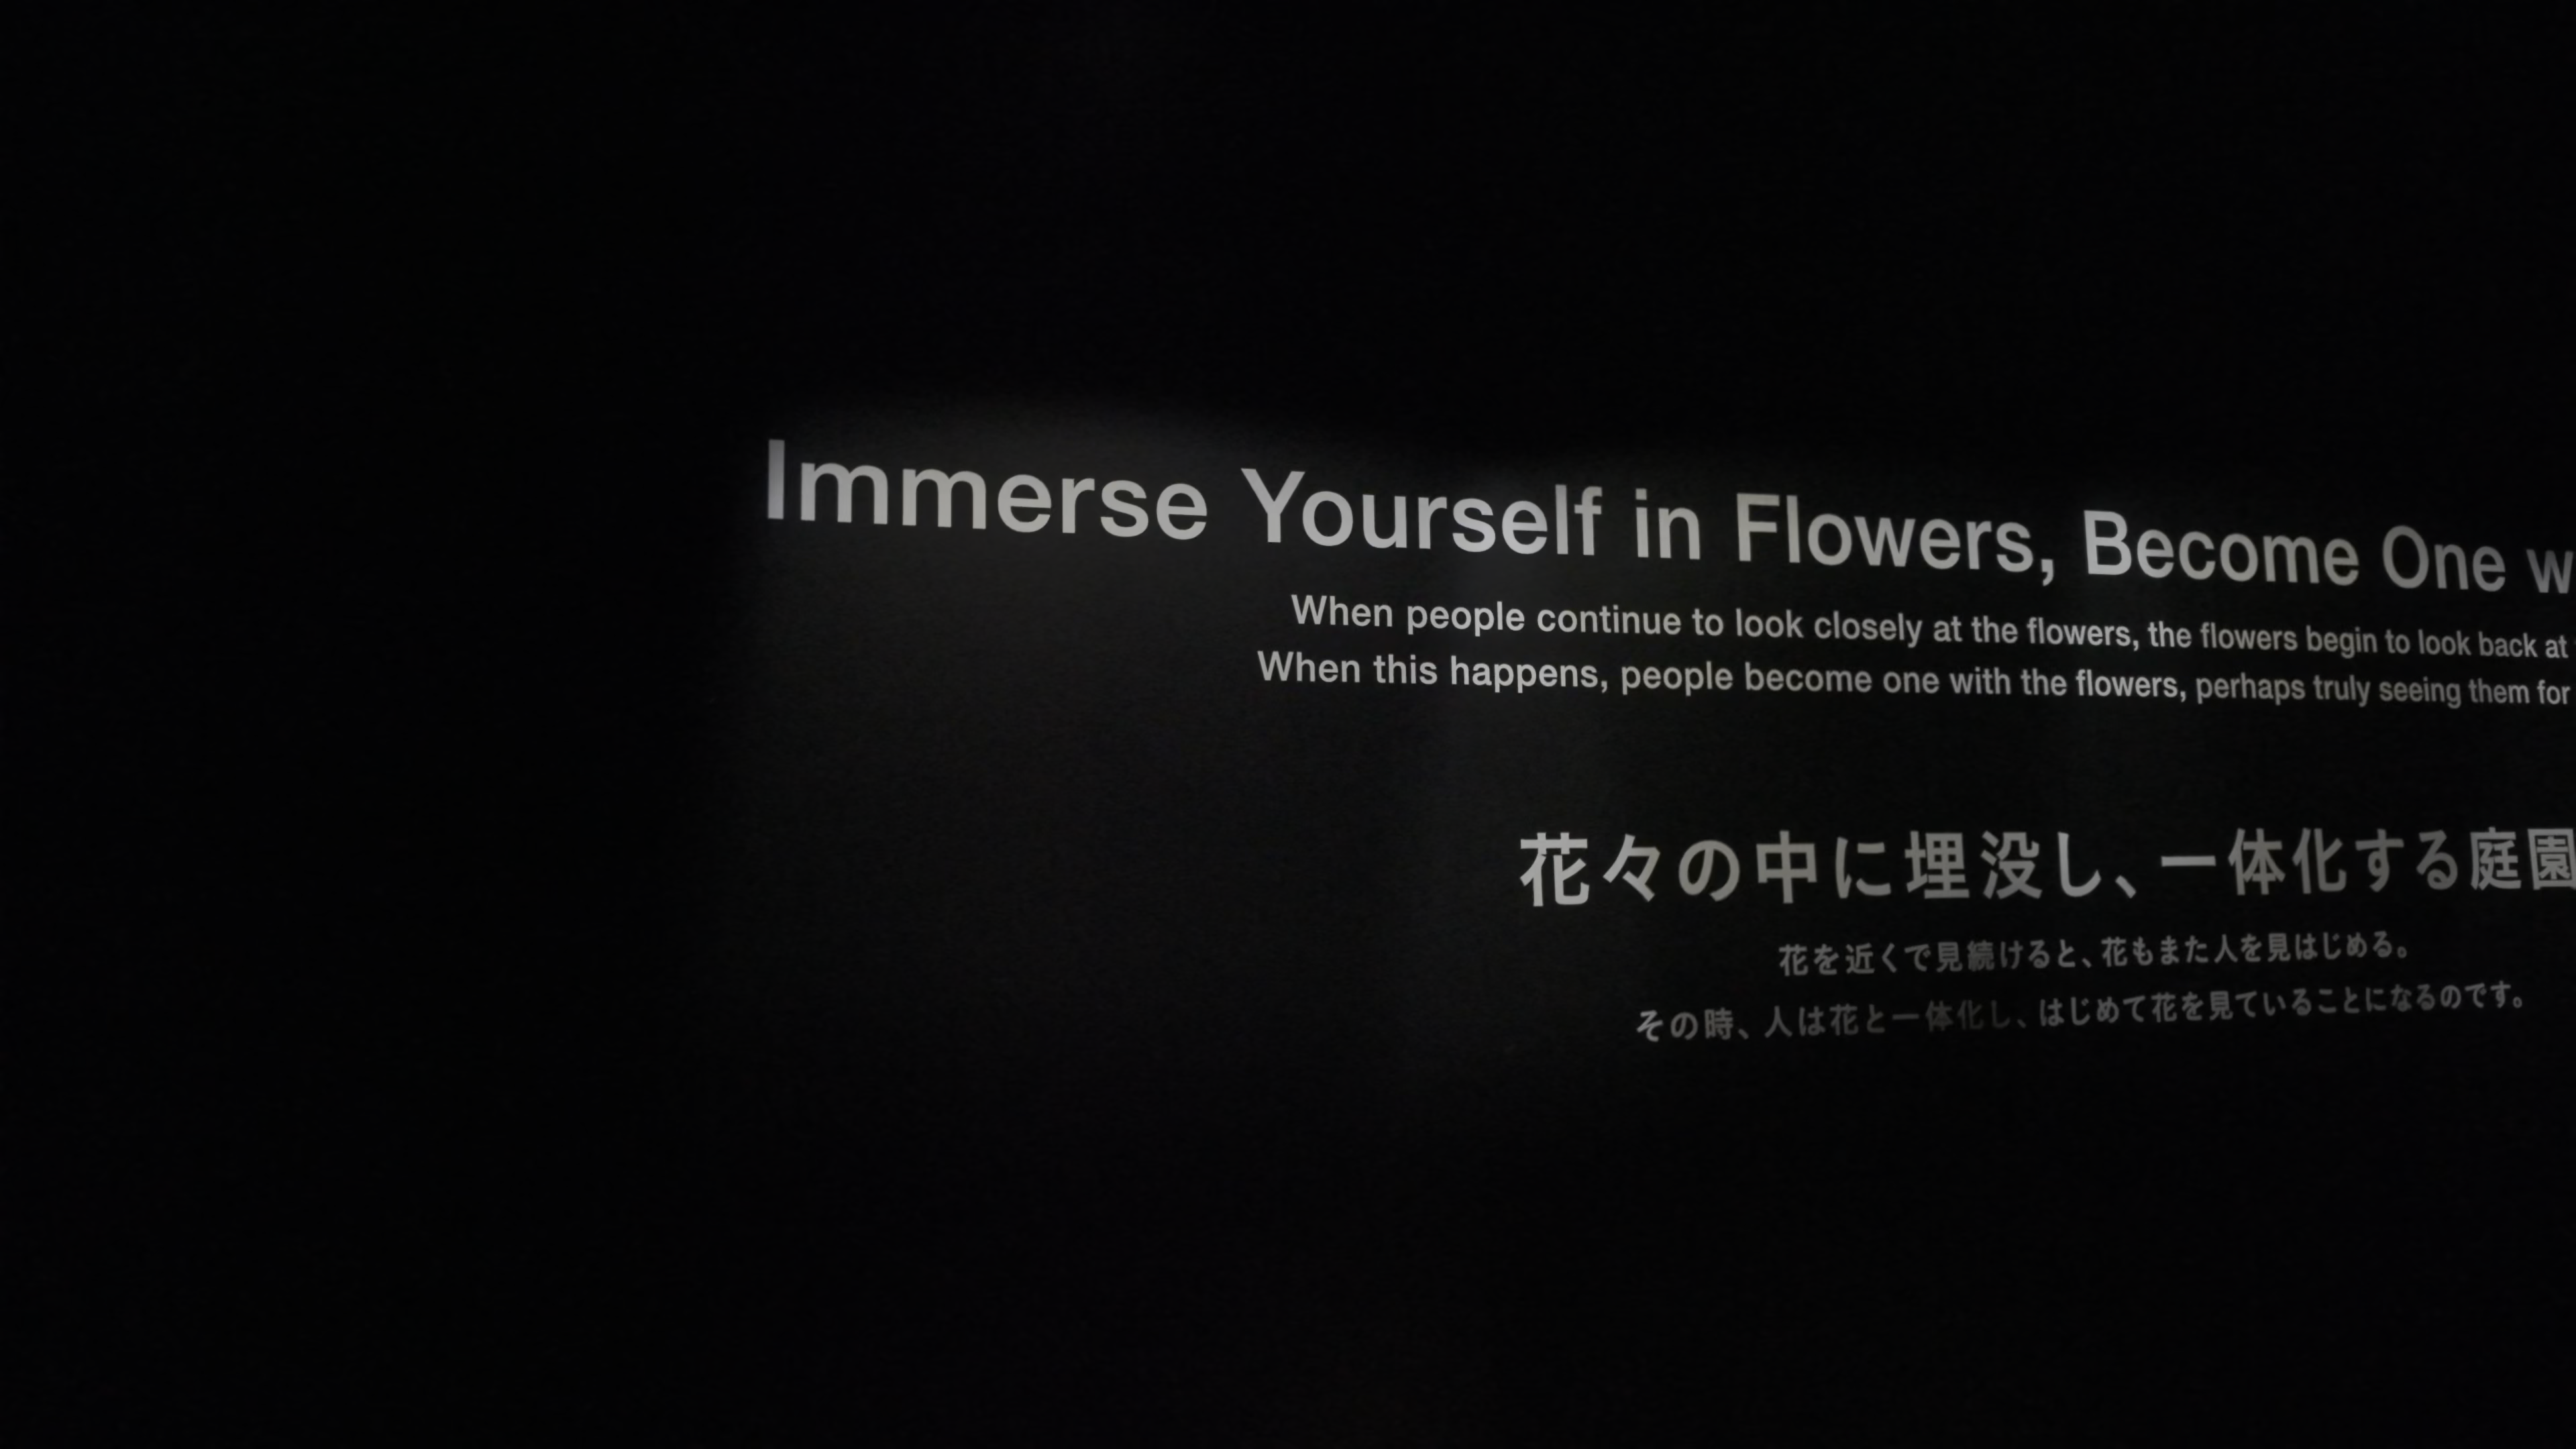 Immerse Yourself in Flowers, Become One w
When people continue to look closely at the flowers, the flowers begin to look back at
When this happens, people become one with the flowers, perhaps truly seeing them for
花々の中に埋没し、一体化する庭園
花を近くで見続けると、花もまた人を見はじめる。
その時、人は花と一体化し、はじめて花を見ていることになるのです。